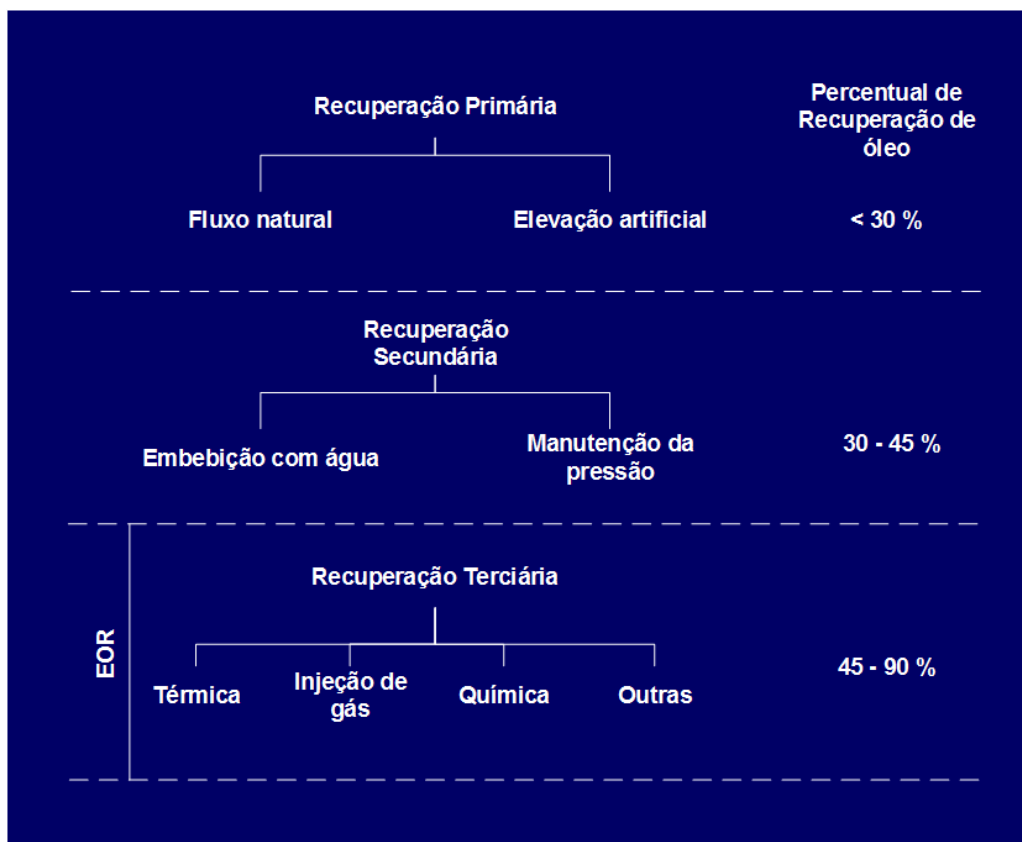 Recuperação Primária
Percentual de
Recuperação de
óleo
Fluxo natural
Elevação artificial
< 30 %
Recuperação
Secundária
Embebição com água
Manutenção da
pressão
30 - 45 %
EOR
Recuperação Terciária
Térmica
Injeção de
gás
Química
Outras
45 - 90 %